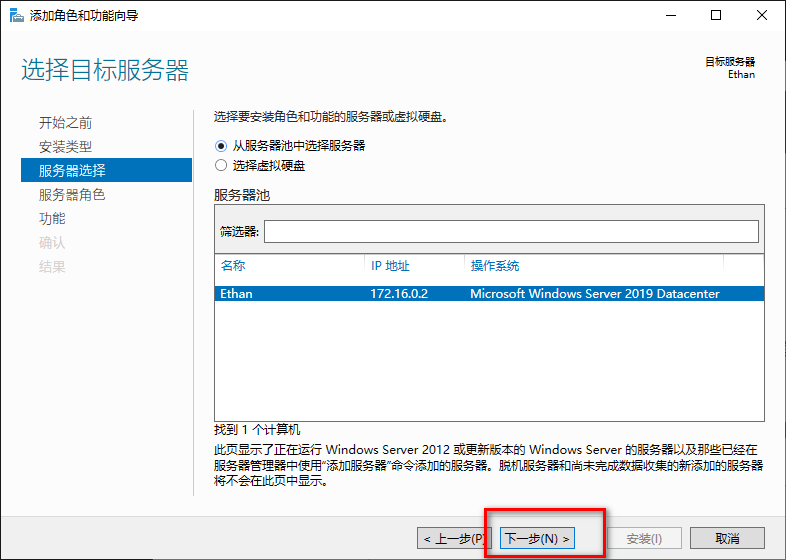 添加角色和功能向导
选择目标服务器
目标服务器
Ethan
开始之前
安装类型
服务器选择
服务器角色
功能
确认
结果
选择要安装角色和功能的服务器或虚拟硬盘。
从服务器池中选择服务器
选择虚拟硬盘
服务器池
筛选器:
名称 IP 地址 操作系统
Ethan 172.16.0.2 Microsoft Windows Server 2019 Datacenter
找到 1 个计算机
此页显示了正在运行 Windows Server 2012 或更新版本的 Windows Server 的服务器以及那些已经在
服务器管理器中使用"添加服务器"命令添加的服务器。脱机服务器和尚未完成数据收集的新添加的服务器
将不会在此页中显示。
< 上一步(P) 下一步(N) > 安装(I) 取消